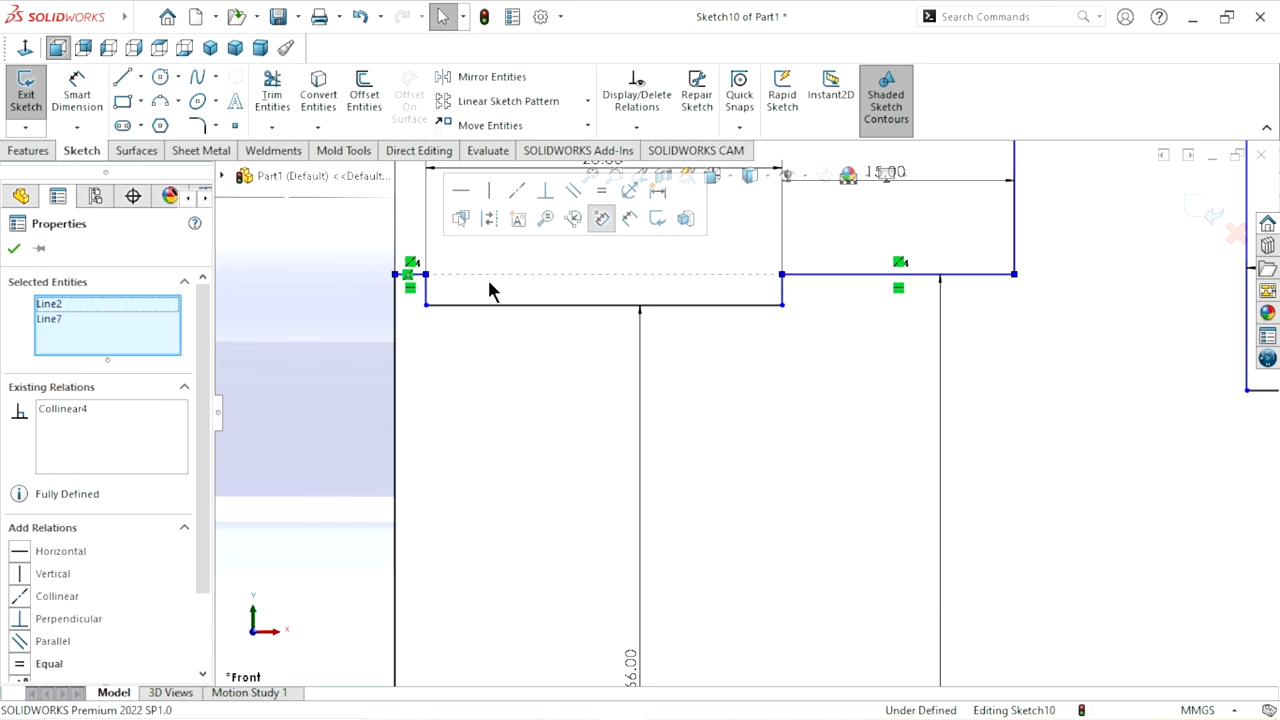 SOLIDWORKS
Sketch10 of Part1 *
Search Commands
Exit Sketch
Smart Dimension
Trim Entities
Convert Entities
Offset Entities
Offset On Surface
Mirror Entities
Linear Sketch Pattern
Move Entities
Display/Delete Relations
Repair Sketch
Quick Snaps
Rapid Sketch
Instant2D
Shaded Sketch Contours
Features
Sketch
Surfaces
Sheet Metal
Weldments
Mold Tools
Direct Editing
Evaluate
SOLIDWORKS Add-Ins
SOLIDWORKS CAM
Part1 (Default) <<Default...
15.00
Properties
Selected Entities
Line2
Line7
Existing Relations
Collinear4
Fully Defined
Add Relations
Horizontal
Vertical
Collinear
Perpendicular
Parallel
Equal
4
4
Y
X
*Front
Model
3D Views
Motion Study 1
SOLIDWORKS Premium 2022 SP1.0
Under Defined
Editing Sketch10
MMGS